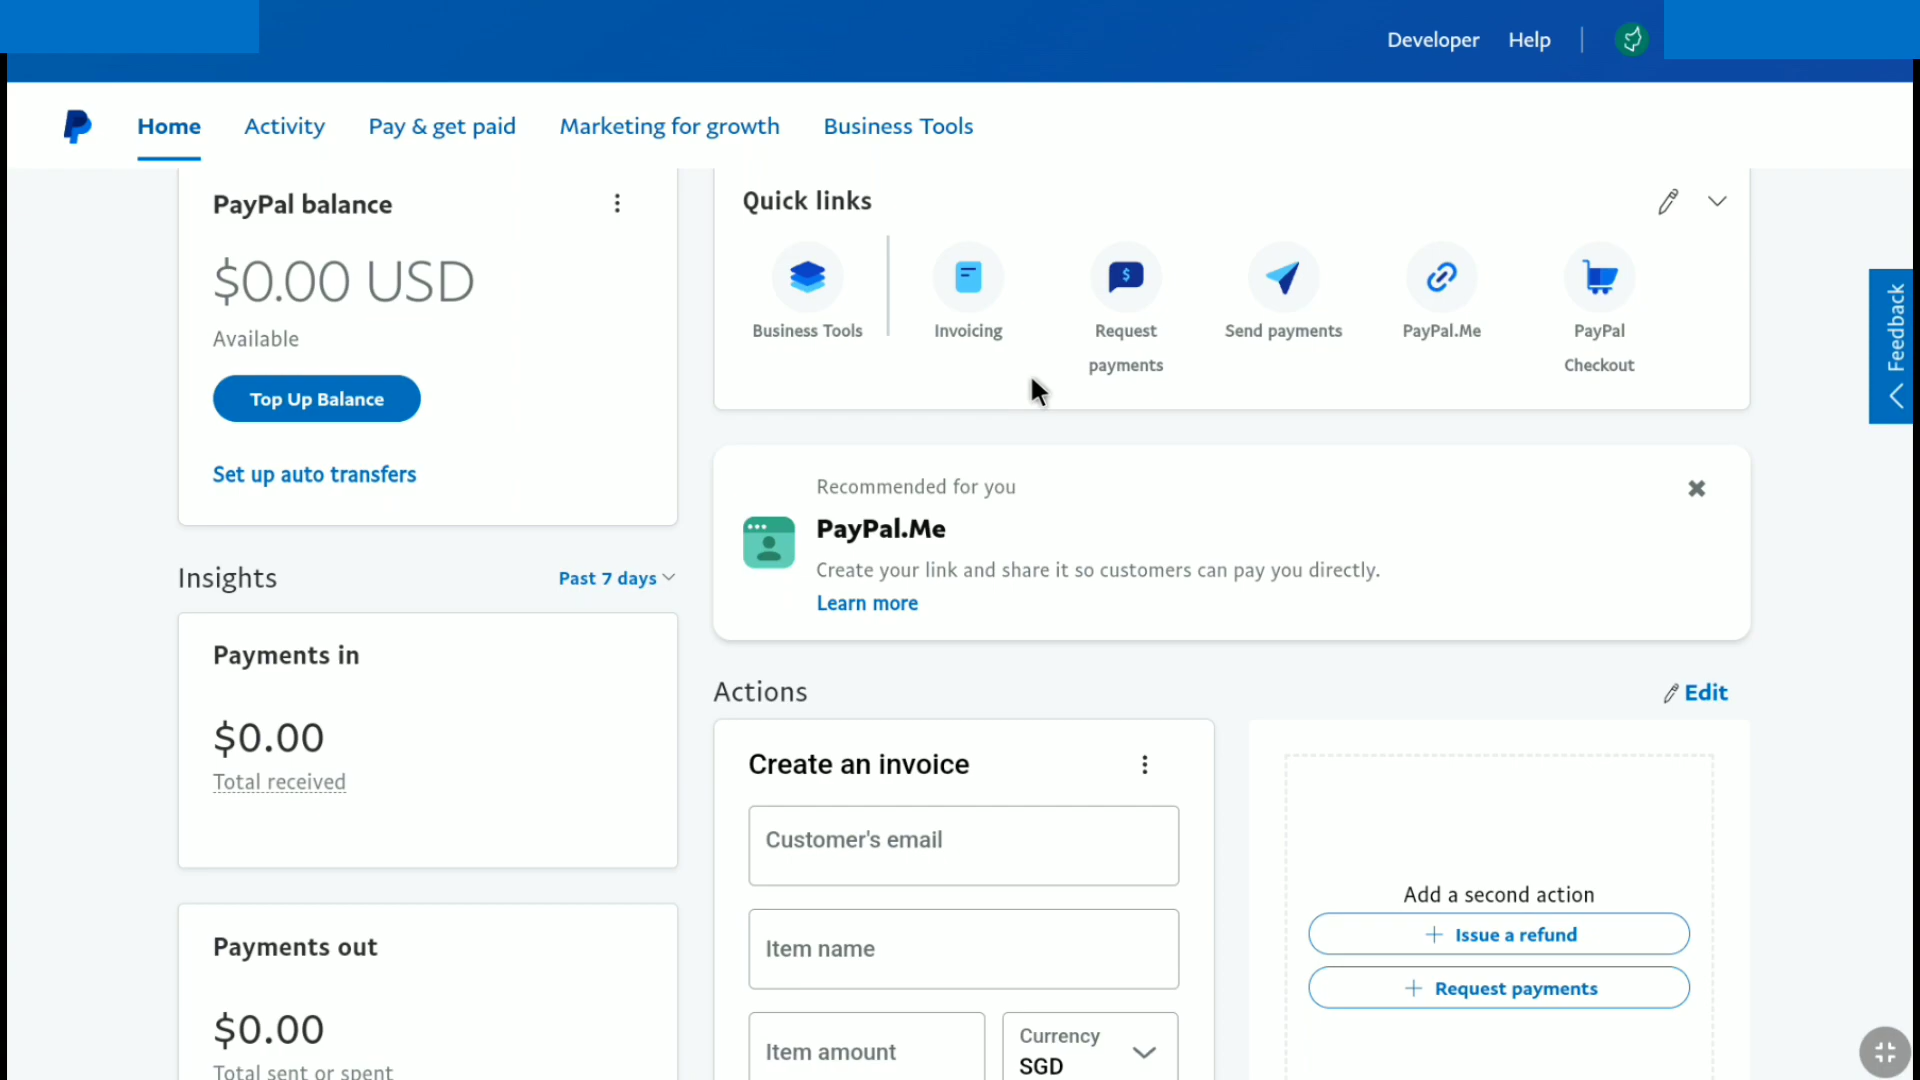 Developer Help
Home Activity Pay & get paid Marketing for growth Business Tools
PayPal balance
$0.00 USD
Available
Top Up Balance
Set up auto transfers
Quick links
Business Tools
Invoicing
Request
payments
Send payments
PayPal.Me
PayPal
Checkout
Feedback
Recommended for you
PayPal.Me
Create your link and share it so customers can pay you directly.
Learn more
Insights
Past 7 days
Payments in
$0.00
Total received
Payments out
$0.00
Total sent or spent
Actions
Edit
Create an invoice
Customer's email
Item name
Item amount
Currency
SGD
Add a second action
Issue a refund
Request payments